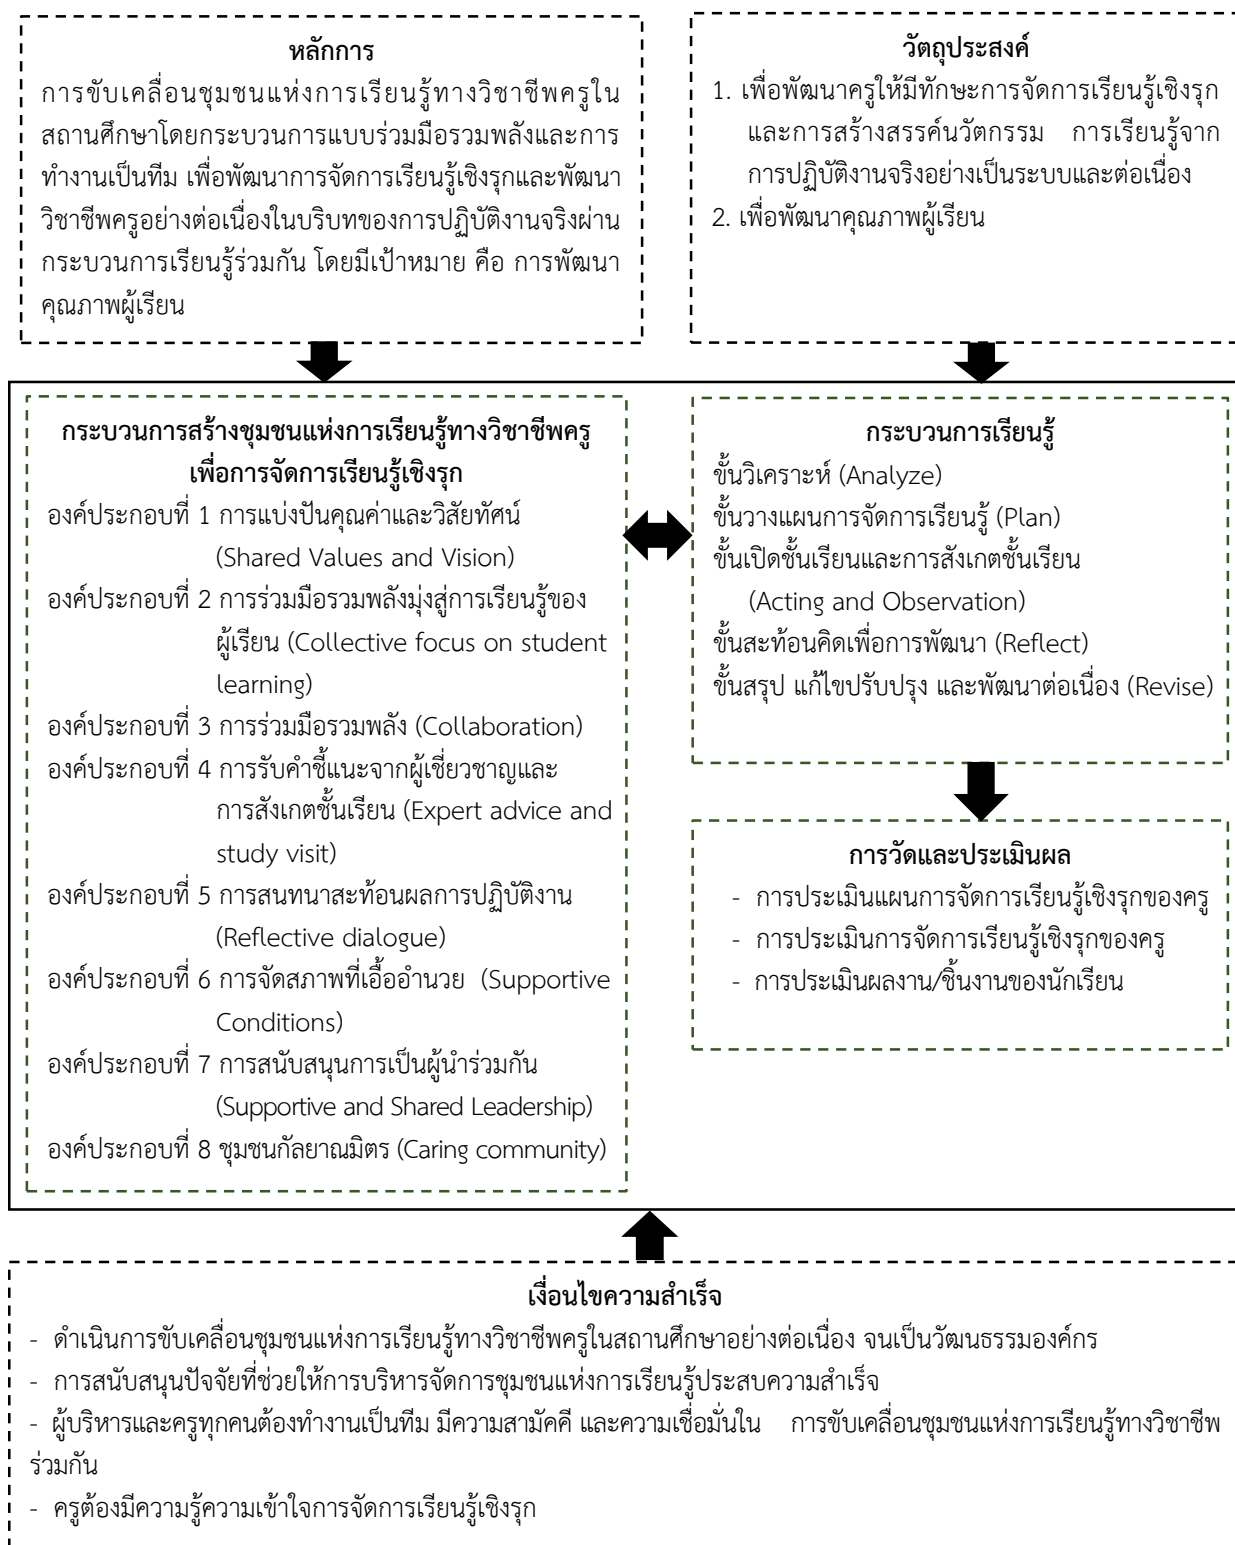 หลักการ
การขับเคลื่อนชุมชนแห่งการเรียนรู้ทางวิชาชีพครูใน
สถานศึกษาโดยกระบวนการแบบร่วมมือรวมพลังและการ
ทำงานเป็นทีม เพื่อพัฒนาการจัดการเรียนรู้เชิงรุกและพัฒนา
วิชาชีพครูอย่างต่อเนื่องในบริบทของการปฏิบัติงานจริงผ่าน
กระบวนการเรียนรู้ร่วมกัน โดยมีเป้าหมาย คือ การพัฒนา
คุณภาพผู้เรียน
วัตถุประสงค์
1. เพื่อพัฒนาครูให้มีทักษะการจัดการเรียนรู้เชิงรุก
และการสร้างสรรค์นวัตกรรม การเรียนรู้จาก
การปฏิบัติงานจริงอย่างเป็นระบบและต่อเนื่อง
2. เพื่อพัฒนาคุณภาพผู้เรียน
กระบวนการสร้างชุมชนแห่งการเรียนรู้ทางวิชาชีพครู
เพื่อการจัดการเรียนรู้เชิงรุก
องค์ประกอบที่ 1 การแบ่งปันคุณค่าและวิสัยทัศน์
(Shared Values and Vision)
องค์ประกอบที่ 2 การร่วมมือรวมพลังมุ่งสู่การเรียนรู้ของ
ผู้เรียน (Collective focus on student
learning)
องค์ประกอบที่ 3 การร่วมมือรวมพลัง (Collaboration)
องค์ประกอบที่ 4 การรับคำชี้แนะจากผู้เชี่ยวชาญและ
การสังเกตชั้นเรียน (Expert advice and
study visit)
องค์ประกอบที่ 5 การสนทนาสะท้อนผลการปฏิบัติงาน
(Reflective dialogue)
องค์ประกอบที่ 6 การจัดสภาพที่เอื้ออำนวย (Supportive
Conditions)
องค์ประกอบที่ 7 การสนับสนุนการเป็นผู้นำร่วมกัน
(Supportive and Shared Leadership)
องค์ประกอบที่ 8 ชุมชนกัลยาณมิตร (Caring community)
กระบวนการเรียนรู้
ขั้นวิเคราะห์ (Analyze)
ขั้นวางแผนการจัดการเรียนรู้ (Plan)
ขั้นเปิดชั้นเรียนและการสังเกตชั้นเรียน
(Acting and Observation)
ขั้นสะท้อนคิดเพื่อการพัฒนา (Reflect)
ขั้นสรุป แก้ไขปรับปรุง และพัฒนาต่อเนื่อง (Revise)
การวัดและประเมินผล
- การประเมินแผนการจัดการเรียนรู้เชิงรุกของครู
- การประเมินการจัดการเรียนรู้เชิงรุกของครู
- การประเมินผลงาน/ชิ้นงานของนักเรียน
เงื่อนไขความสำเร็จ
- ดำเนินการขับเคลื่อนชุมชนแห่งการเรียนรู้ทางวิชาชีพครูในสถานศึกษาอย่างต่อเนื่อง จนเป็นวัฒนธรรมองค์กร
- การสนับสนุนปัจจัยที่ช่วยให้การบริหารจัดการชุมชนแห่งการเรียนรู้ประสบความสำเร็จ
- ผู้บริหารและครูทุกคนต้องทำงานเป็นทีม มีความสามัคคี และความเชื่อมั่นใน การขับเคลื่อนชุมชนแห่งการเรียนรู้ทางวิชาชีพ
ร่วมกัน
- ครูต้องมีความรู้ความเข้าใจการจัดการเรียนรู้เชิงรุก